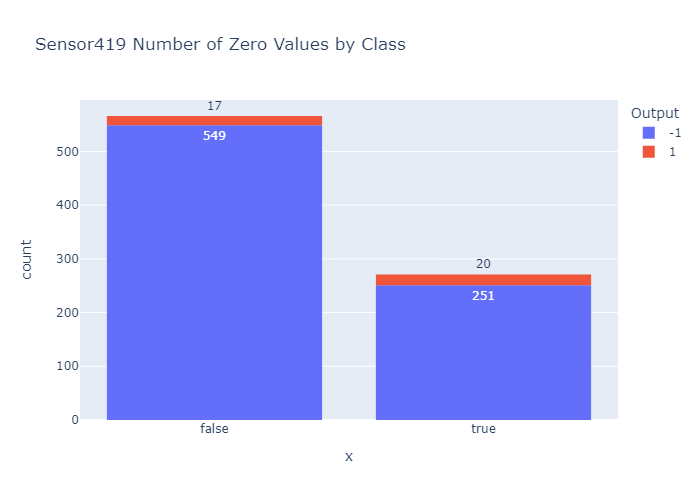 Sensor419 Number of Zero Values by Class
17
549
20
251
500
400
300
200
100
0
count
false
true
x
Output
-1
1